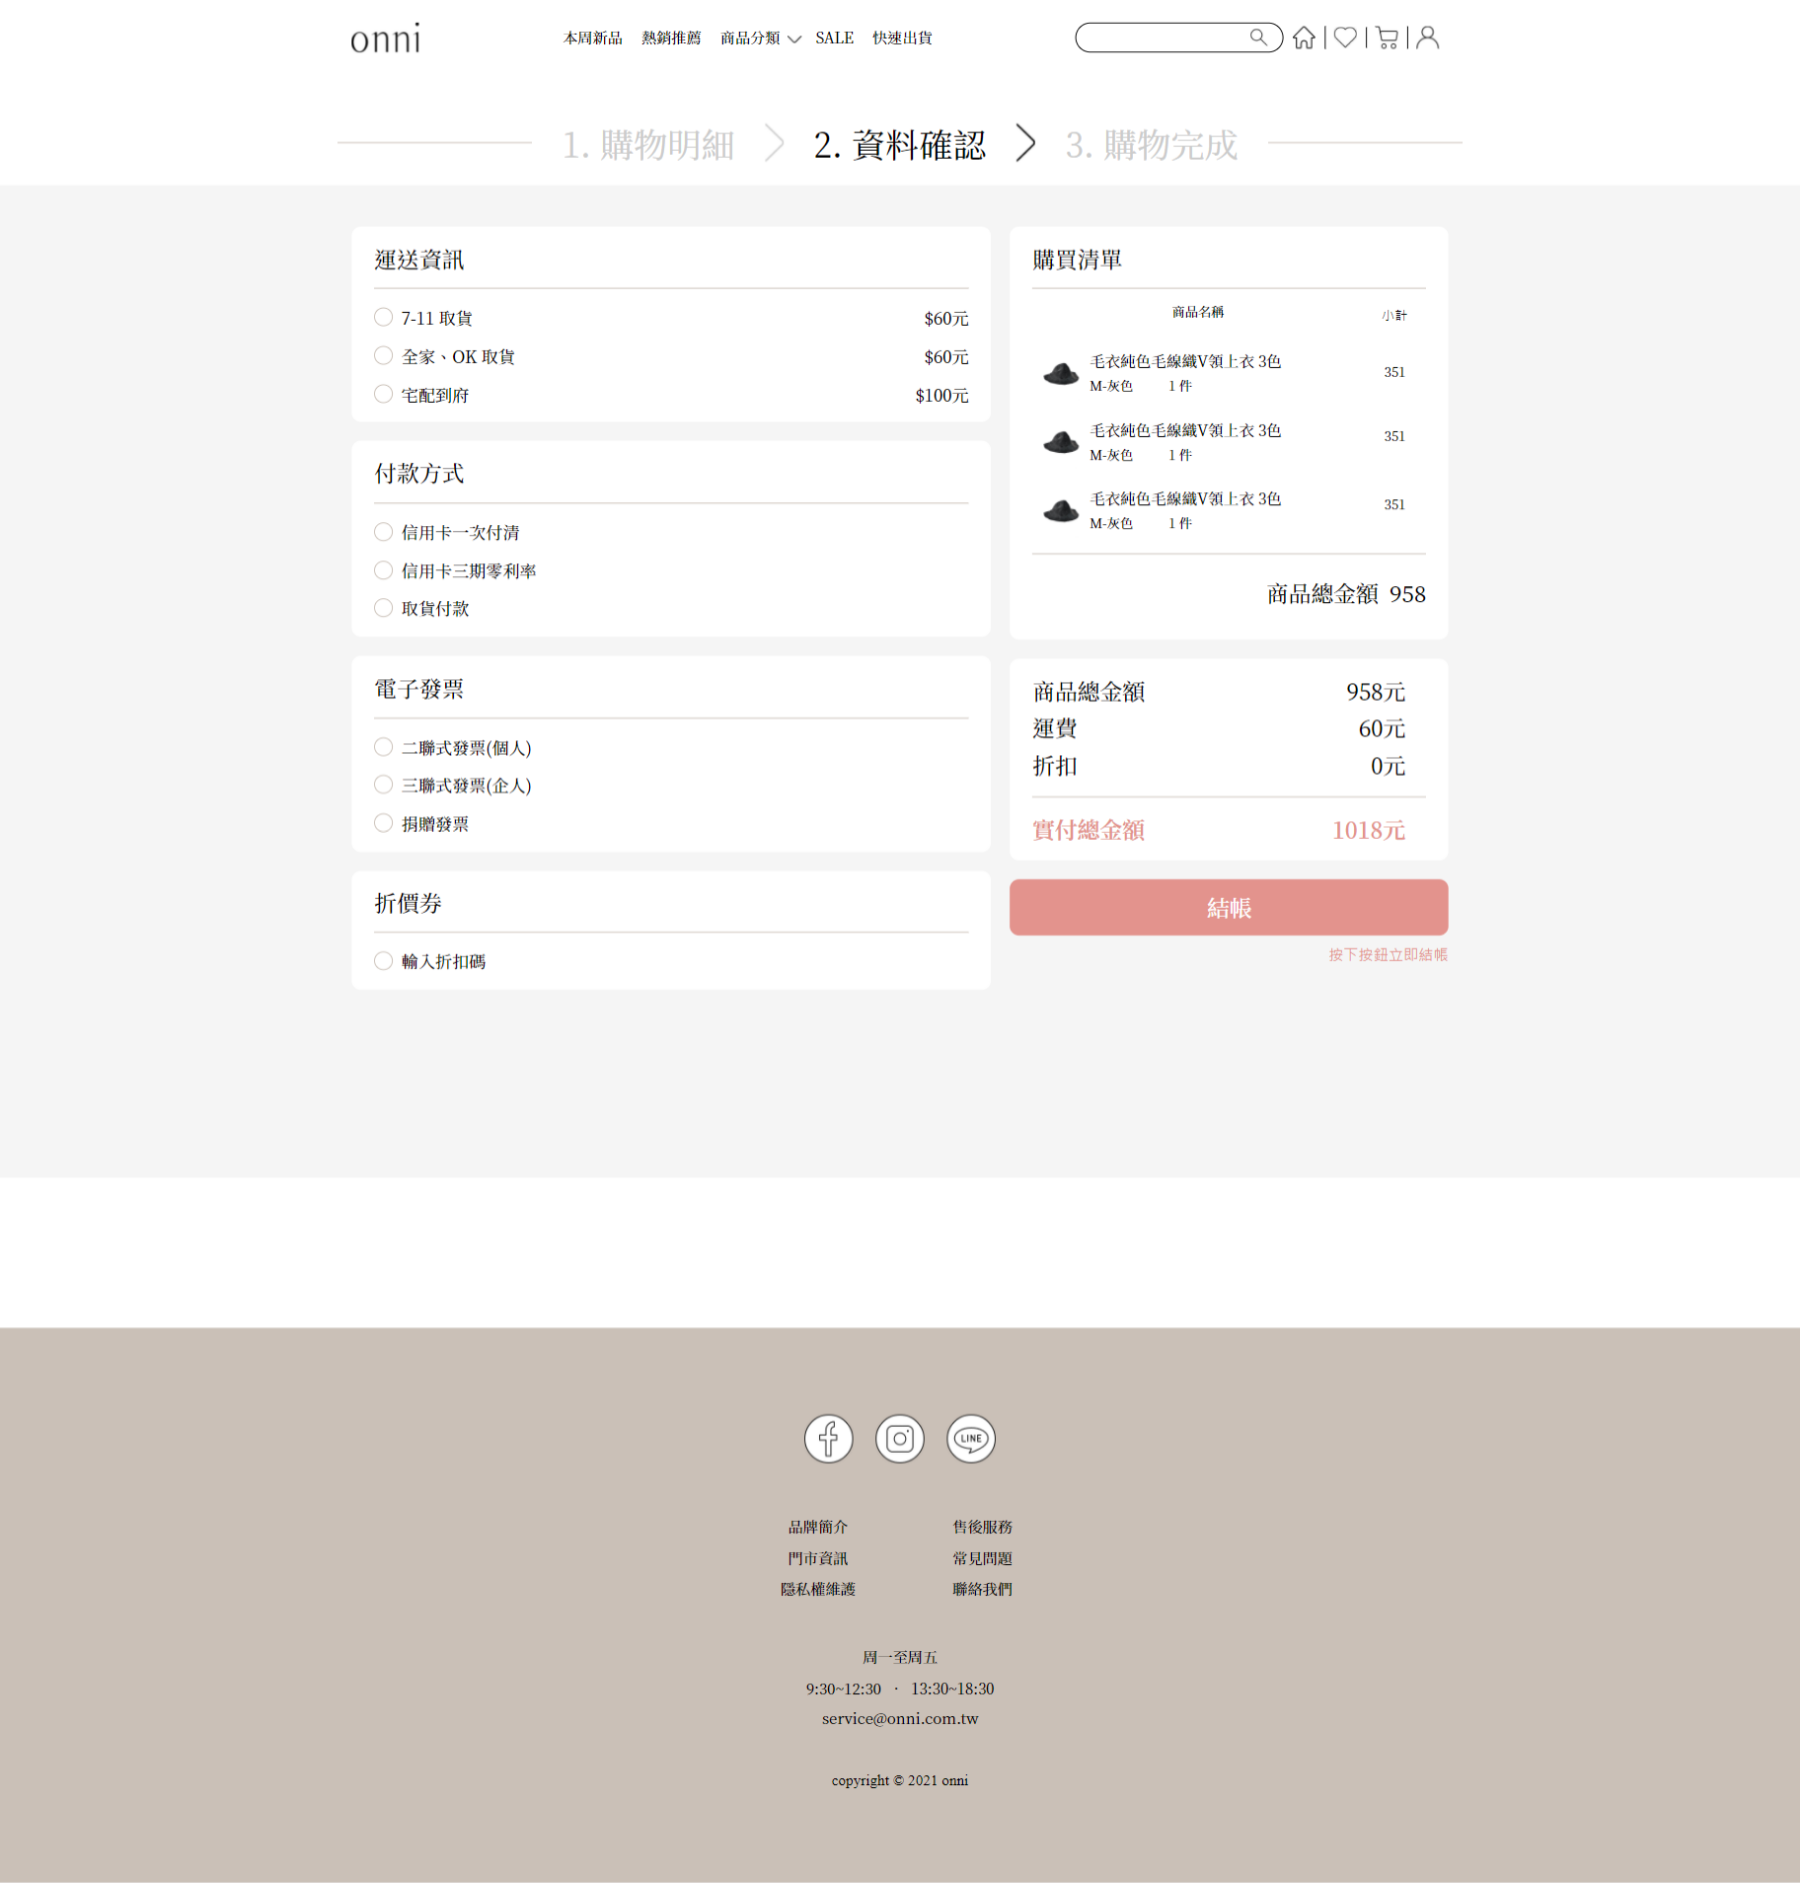 onni
本周新品 熱銷推薦 商品分類 SALE 快速出貨
1. 購物明細 2. 資料確認 3. 購物完成
運送資訊
7-11 取貨 $60元
全家、OK 取貨 $60元
宅配到府 $100元
付款方式
信用卡一次付清
信用卡三期零利率
取貨付款
電子發票
二聯式發票(個人)
三聯式發票(企人)
捐贈發票
折價券
輸入折扣碼
購買清單
商品名稱 小計
毛衣純色毛線織V領上衣 3色 351
M-灰色 1 件
毛衣純色毛線織V領上衣 3色 351
M-灰色 1 件
毛衣純色毛線織V領上衣 3色 351
M-灰色 1 件
商品總金額 958
商品總金額 958元
運費 60元
折扣 0元
實付總金額 1018元
結帳
按下按鈕立即結帳
LINE
品牌簡介 售後服務
門市資訊 常見問題
隱私權維護 聯絡我們
周一至周五
9:30~12:30 · 13:30~18:30
service@onni.com.tw
copyright © 2021 onni